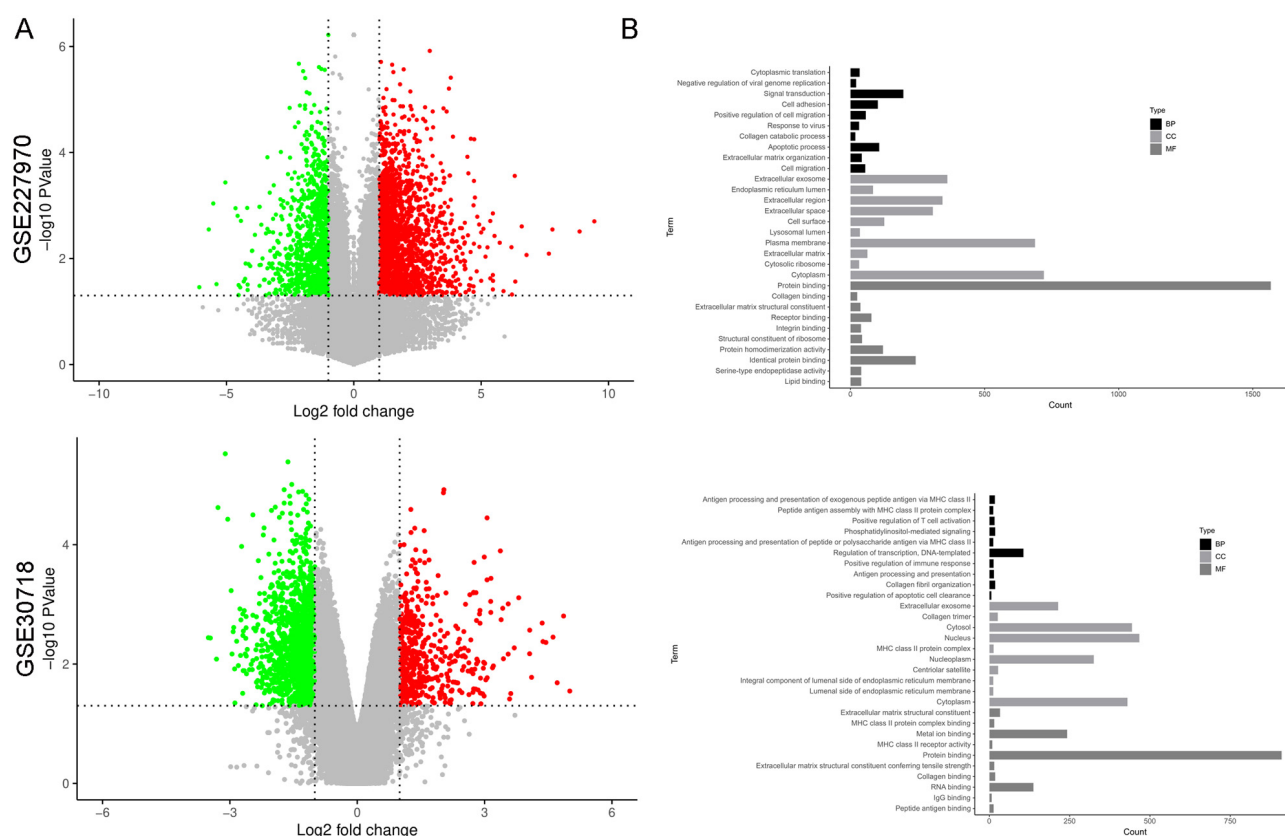 A
GSE227970
−log10 PValue
6
4
2
0
−10
−5
0
5
10
Log2 fold change
B
Term
Cytoplasmic translation
Negative regulation of viral genome replication
Signal transduction
Cell adhesion
Positive regulation of cell migration
Response to virus
Collagen catabolic process
Apoptotic process
Extracellular matrix organization
Cell migration
Extracellular exosome
Endoplasmic reticulum lumen
Extracellular region
Extracellular space
Cell surface
Lysosomal lumen
Plasma membrane
Extracellular matrix
Cytosolic ribosome
Cytoplasm
Protein binding
Collagen binding
Extracellular matrix structural constituent
Receptor binding
Integrin binding
Structural constituent of ribosome
Protein homodimerization activity
Identical protein binding
Serine-type endopeptidase activity
Lipid binding
0
500
1000
1500
Count
Type
BP
CC
MF
GSE30718
−log10 PValue
4
2
0
−6
−3
0
3
6
Log2 fold change
Term
Antigen processing and presentation of exogenous peptide antigen via MHC class II
Peptide antigen assembly with MHC class II protein complex
Positive regulation of T cell activation
Phosphatidylinositol-mediated signaling
Antigen processing and presentation of peptide or polysaccharide antigen via MHC class II
Regulation of transcription, DNA-templated
Positive regulation of immune response
Antigen processing and presentation
Collagen fibril organization
Positive regulation of apoptotic cell clearance
Extracellular exosome
Collagen trimer
Cytosol
Nucleus
MHC class II protein complex
Nucleoplasm
Centriolar satellite
Integral component of lumenal side of endoplasmic reticulum membrane
Lumenal side of endoplasmic reticulum membrane
Cytoplasm
Extracellular matrix structural constituent
MHC class II protein complex binding
Metal ion binding
MHC class II receptor activity
Protein binding
Extracellular matrix structural constituent conferring tensile strength
Collagen binding
RNA binding
IgG binding
Peptide antigen binding
0
250
500
750
Count
Type
BP
CC
MF